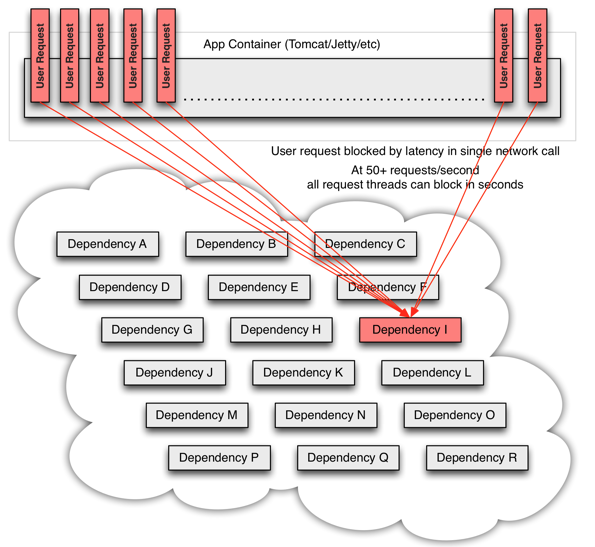 User Request
User Request
User Request
User Request
User Request
User Request
User Request
App Container (Tomcat/Jetty/etc)
User request blocked by latency in single network call
At 50+ requests/second
all request threads can block in seconds
Dependency A
Dependency B
Dependency C
Dependency D
Dependency E
Dependency F
Dependency G
Dependency H
Dependency I
Dependency J
Dependency K
Dependency L
Dependency M
Dependency N
Dependency O
Dependency P
Dependency Q
Dependency R